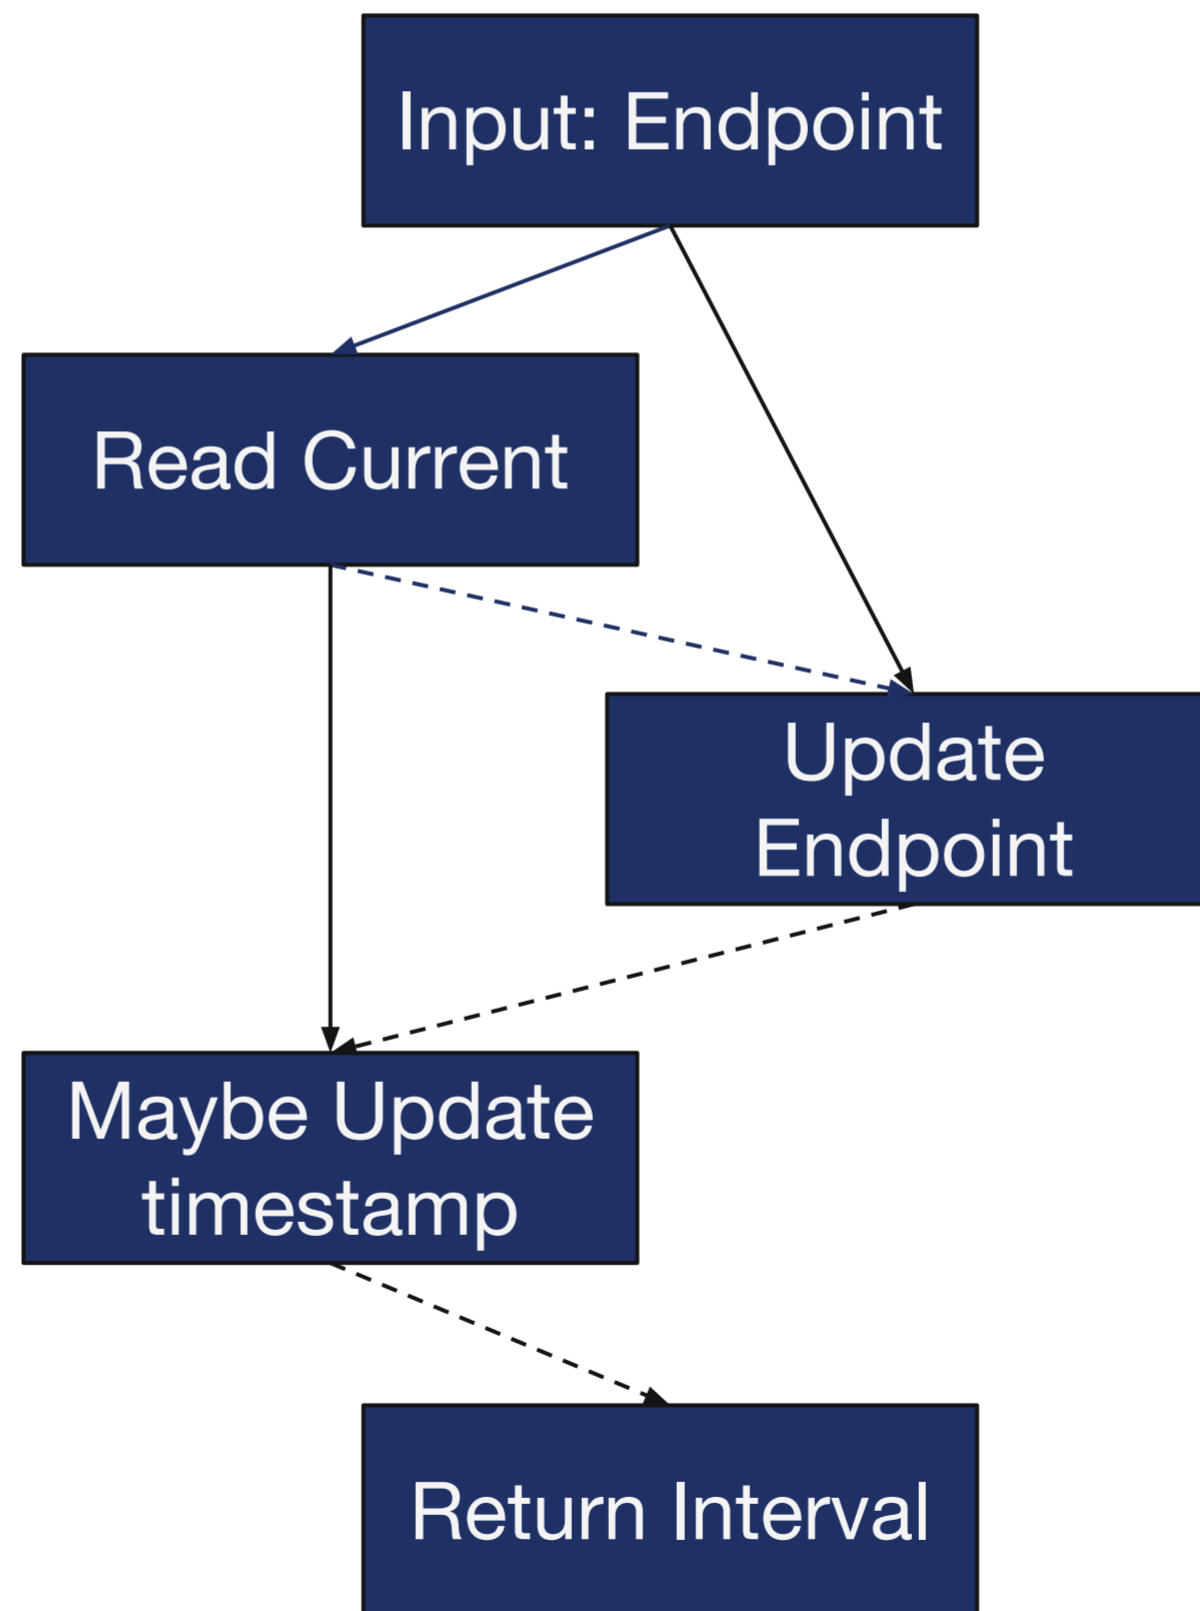 Input: Endpoint
Read Current
Update
Endpoint
Maybe Update
timestamp
Return Interval